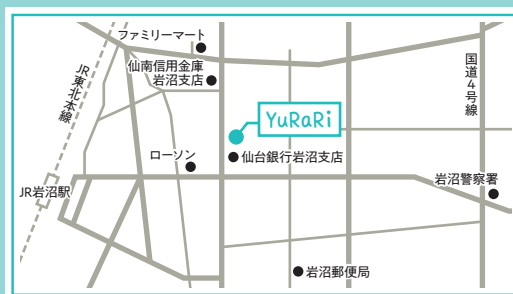 ファミリーマート
仙南信用金庫
岩沼支店
JR東北本線
国道4号線
YuRaRi
ローソン
仙台銀行岩沼支店
岩沼警察署
JR岩沼駅
岩沼郵便局